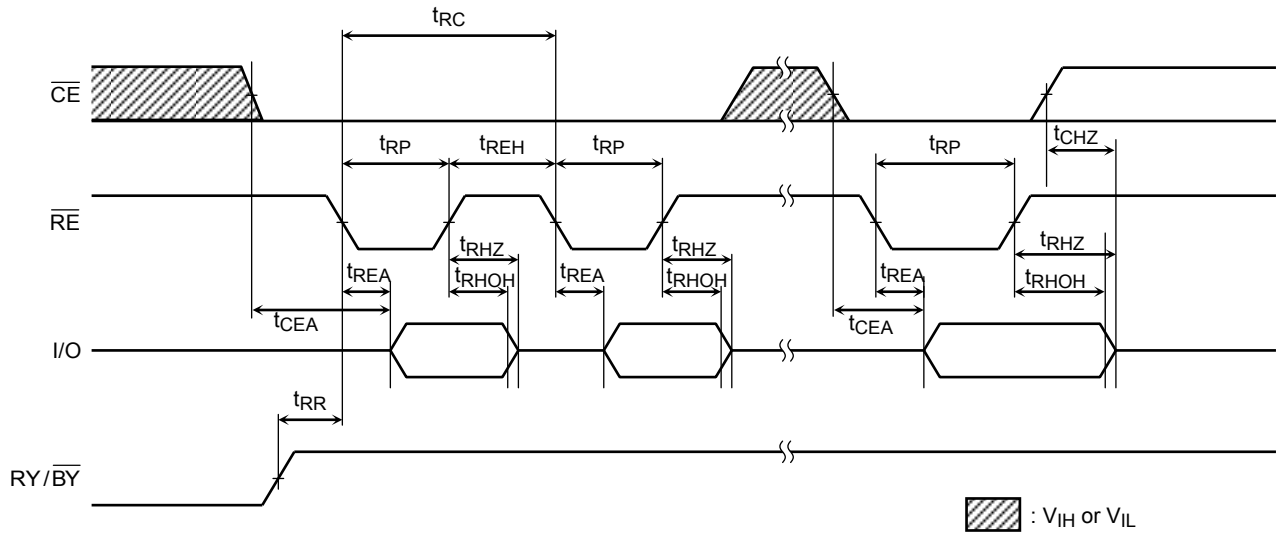 tRC
CE
tCHZ
tRP tREH tRP tRP
RE
tRHZ tRHZ tRHZ
tREA tRHOH tREA tRHOH tREA tRHOH
tCEA tCEA
I/O
tRR
RY/BY
: VIH or VIL